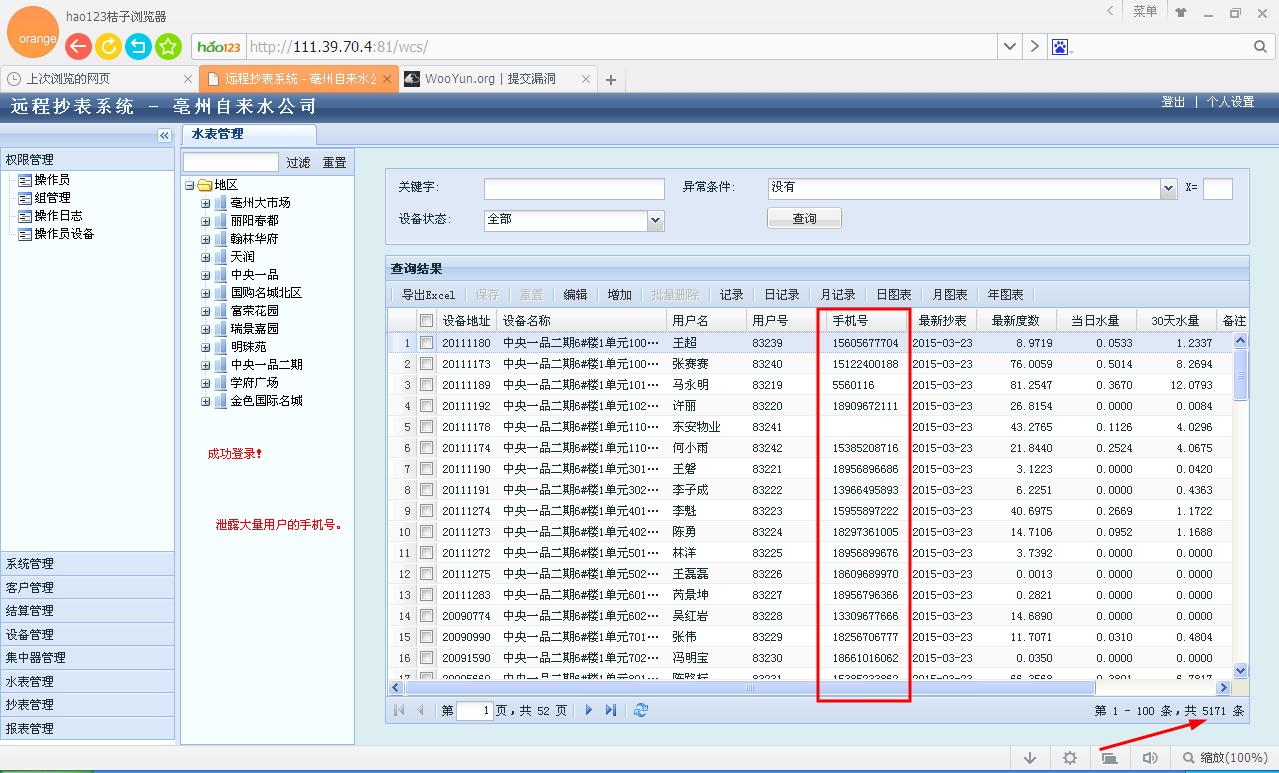 hao123桔子浏览器
菜单
orange
hao123 http://111.39.70.4:81/wcs/
上次浏览的网页 远程抄表系统 - 亳州自来水公 WooYun.org | 提交漏洞
远程抄表系统 - 亳州自来水公司
登出 | 个人设置
权限管理
操作员
组管理
操作日志
操作员设备
系统管理
客户管理
结算管理
设备管理
集中器管理
水表管理
抄表管理
报表管理
水表管理
过滤 重置
地区
亳州大市场
丽阳春都
翰林华府
天润
中央一品
国购名城北区
富荣花园
瑞景嘉园
明珠苑
中央一品二期
学府广场
金色国际名城
成功登录!
泄露大量用户的手机号。
关键字: 异常条件: 没有 X=
设备状态: 全部 查询
查询结果
导出Excel 保存 重置 编辑 增加 批量删除 记录 日记录 月记录 日图表 月图表 年图表
设备地址 设备名称 用户名 用户号 手机号 最新抄表 最新度数 当日水量 30天水量 备注
1 20111180 中央一品二期6#楼1单元100… 王超 83239 15605677704 2015-03-23 8.9719 0.0533 1.2337
2 20111173 中央一品二期6#楼1单元100… 张赛赛 83240 15122400188 2015-03-23 76.0059 0.5014 8.2694
3 20111189 中央一品二期6#楼1单元101… 马永明 83219 5560116 2015-03-23 81.2547 0.3670 12.0793
4 20111192 中央一品二期6#楼1单元102… 许丽 83220 18909672111 2015-03-23 26.8154 0.0000 0.0084
5 20111178 中央一品二期6#楼1单元110… 东安物业 83241 2015-03-23 43.2765 0.1126 4.0296
6 20111174 中央一品二期6#楼1单元110… 何小雨 83242 15385208716 2015-03-23 21.8440 0.2524 4.0675
7 20111190 中央一品二期6#楼1单元301… 王磐 83221 18956896686 2015-03-23 3.1223 0.0000 0.0420
8 20111191 中央一品二期6#楼1单元302… 李子成 83222 13966495893 2015-03-23 6.2251 0.0000 0.4363
9 20111274 中央一品二期6#楼1单元401… 李魁 83223 15955897222 2015-03-23 40.6975 0.2669 1.1722
10 20111273 中央一品二期6#楼1单元402… 陈勇 83224 18297361005 2015-03-23 14.7106 0.0952 1.1688
11 20111272 中央一品二期6#楼1单元501… 林洋 83225 18956899676 2015-03-23 3.7392 0.0000 0.0000
12 20111275 中央一品二期6#楼1单元502… 王磊磊 83226 18609689970 2015-03-23 0.0013 0.0000 0.0000
13 20111283 中央一品二期6#楼1单元601… 芮景坤 83227 18956796366 2015-03-23 0.2821 0.0000 0.0000
14 20090774 中央一品二期6#楼1单元602… 吴红岩 83228 13309677666 2015-03-23 14.6890 0.0000 0.0000
15 20090990 中央一品二期6#楼1单元701… 张伟 83229 18256706777 2015-03-23 11.7071 0.0310 0.4804
16 20091590 中央一品二期6#楼1单元702… 冯明宝 83230 18661016062 2015-03-23 0.0350 0.0000 0.0000
第 1 页,共 52 页 第 1 - 100 条,共 5171 条
缩放(100%)